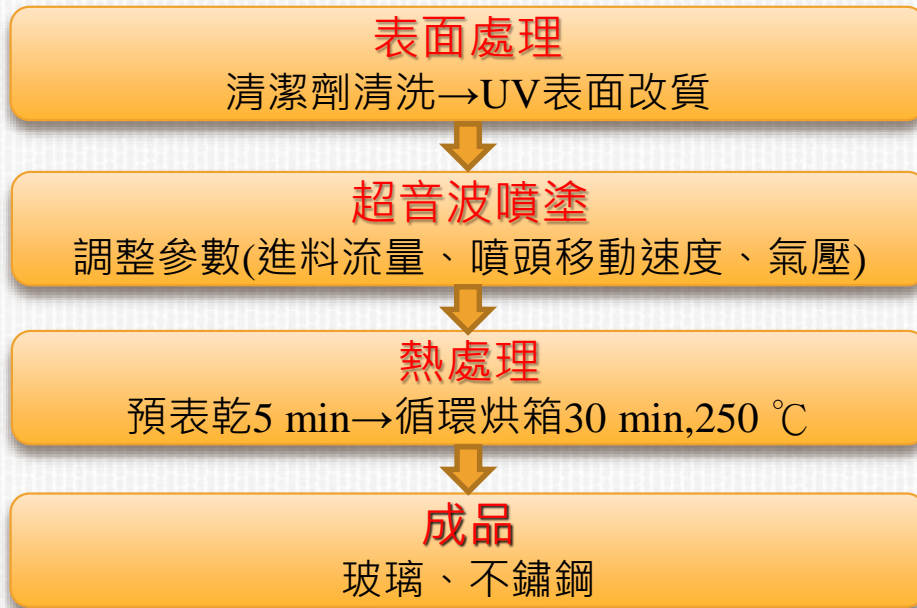 表面處理
清潔劑清洗→UV表面改質
超音波噴塗
調整參數(進料流量、噴頭移動速度、氣壓)
熱處理
預表乾5 min→循環烘箱30 min,250 ℃
成品
玻璃、不鏽鋼